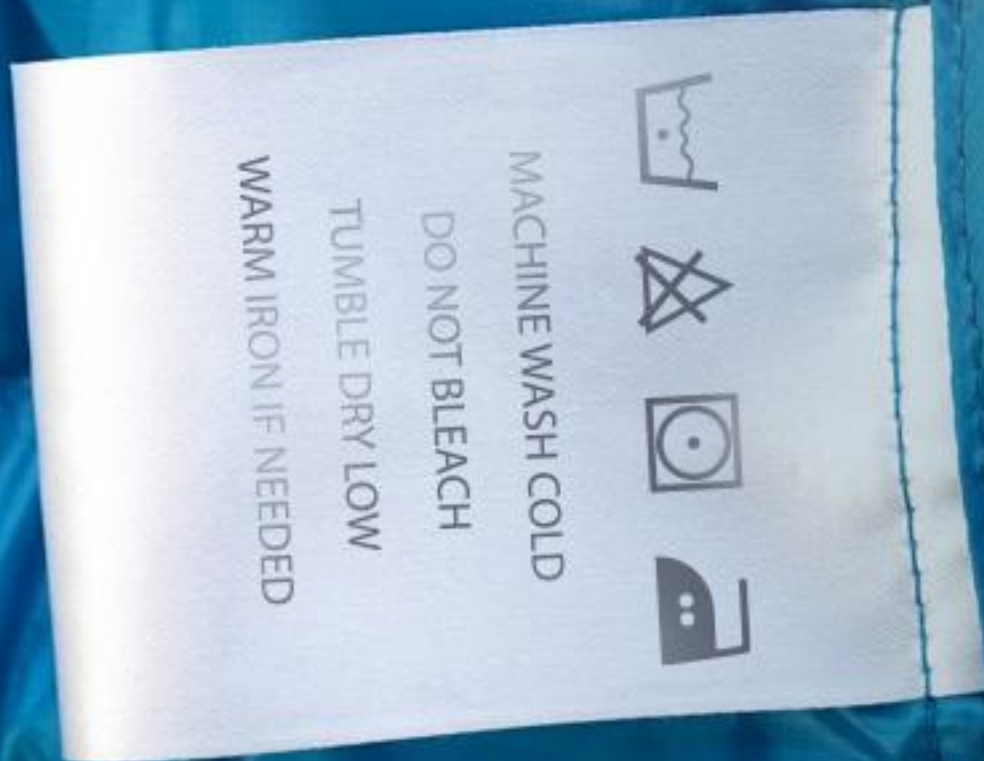 MACHINE WASH COLD
DO NOT BLEACH
TUMBLE DRY LOW
WARM IRON IF NEEDED